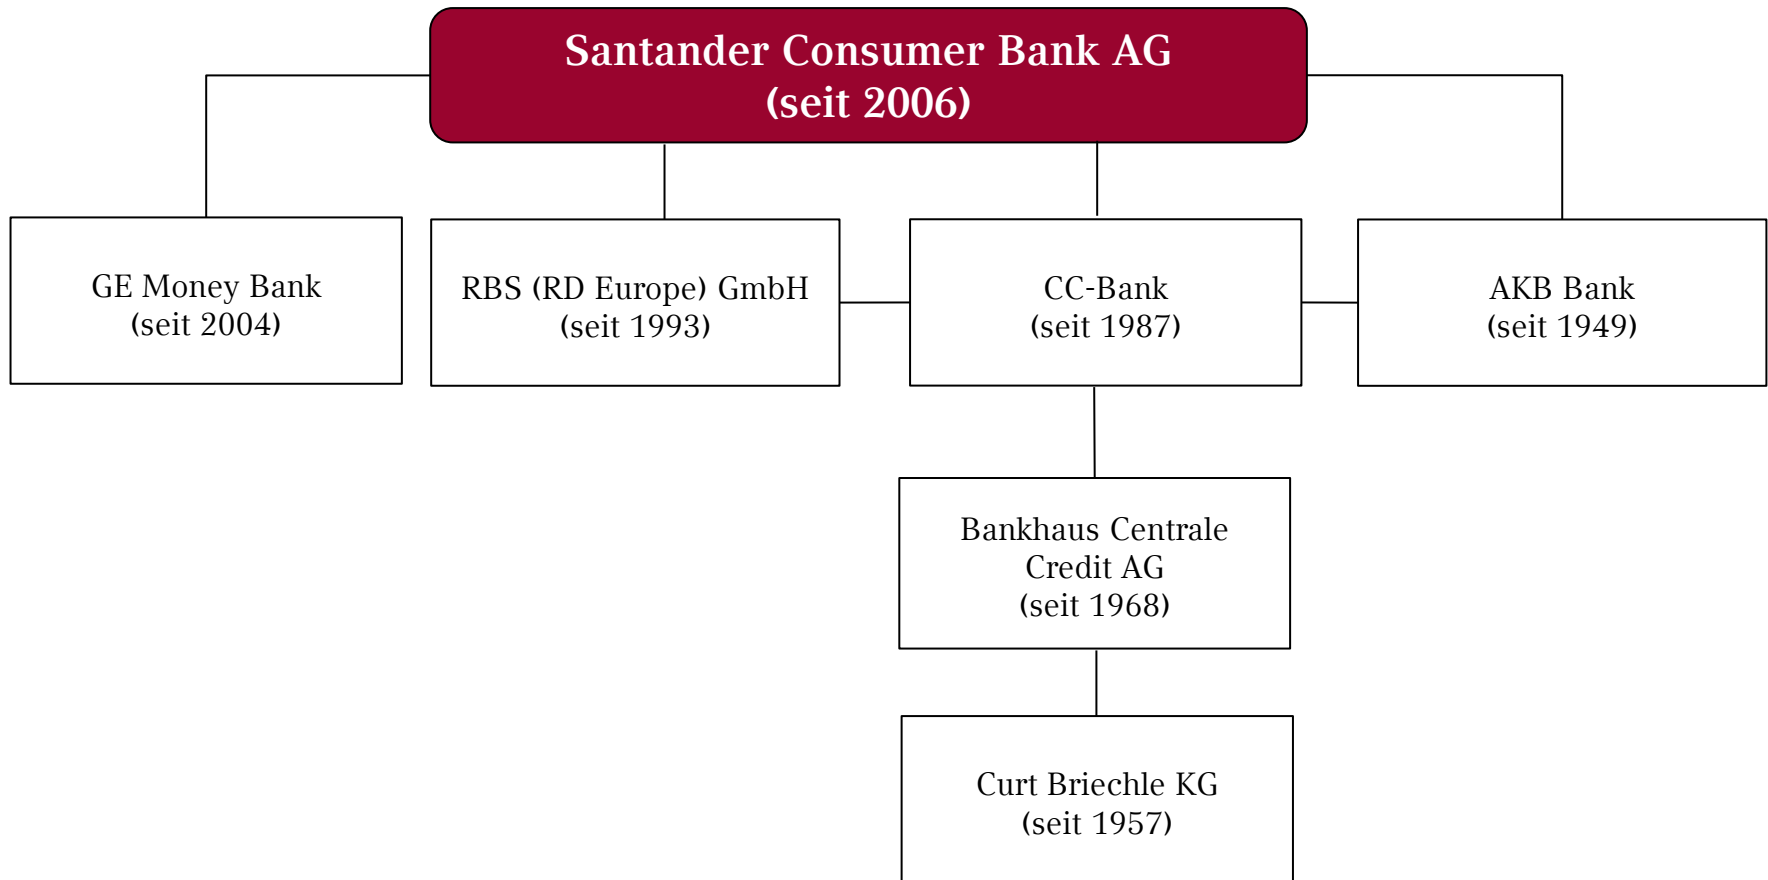 Santander Consumer Bank AG
(seit 2006)
GE Money Bank
(seit 2004)
RBS (RD Europe) GmbH
(seit 1993)
CC-Bank
(seit 1987)
AKB Bank
(seit 1949)
Bankhaus Centrale
Credit AG
(seit 1968)
Curt Briechle KG
(seit 1957)